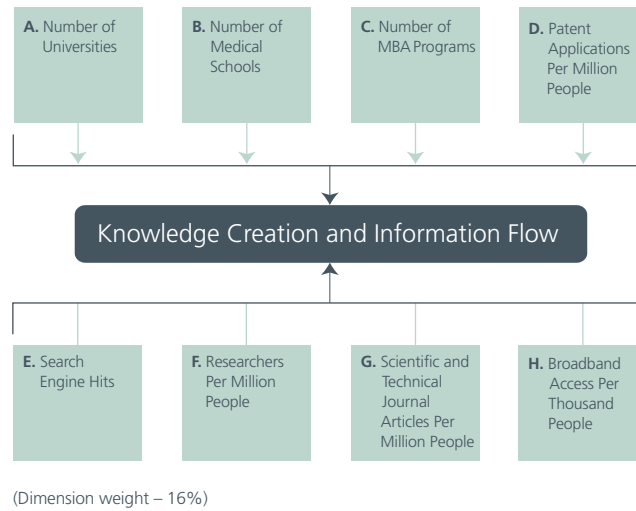 A. Number of
Universities
B. Number of
Medical
Schools
C. Number of
MBA Programs
D. Patent
Applications
Per Million
People
Knowledge Creation and Information Flow
E. Search
Engine Hits
F. Researchers
Per Million
People
G. Scientific and
Technical
Journal
Articles Per
Million People
H. Broadband
Access Per
Thousand
People
(Dimension weight – 16%)